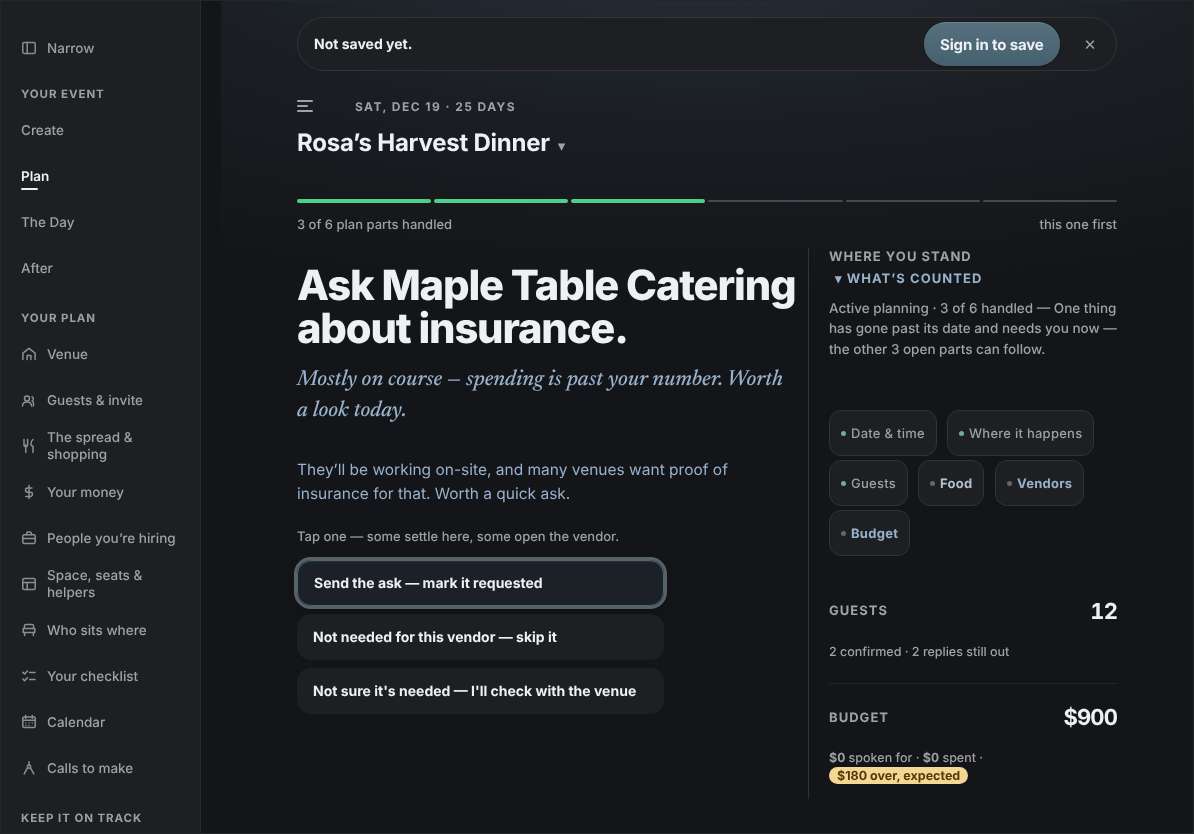 Narrow
YOUR EVENT
Create
Plan
The Day
After
YOUR PLAN
Venue
Guests & invite
The spread &
shopping
Your money
People you're hiring
Space, seats &
helpers
Who sits where
Your checklist
Calendar
Calls to make
KEEP IT ON TRACK
Not saved yet.
Sign in to save
×
SAT, DEC 19 · 25 DAYS
Rosa’s Harvest Dinner ▾
3 of 6 plan parts handled
this one first
Ask Maple Table Catering
about insurance.
Mostly on course — spending is past your number. Worth
a look today.
They’ll be working on-site, and many venues want proof of
insurance for that. Worth a quick ask.
Tap one — some settle here, some open the vendor.
Send the ask — mark it requested
Not needed for this vendor — skip it
Not sure it's needed — I'll check with the venue
WHERE YOU STAND
▾ WHAT’S COUNTED
Active planning · 3 of 6 handled — One thing
has gone past its date and needs you now —
the other 3 open parts can follow.
• Date & time
• Where it happens
• Guests
• Food
• Vendors
• Budget
GUESTS 12
2 confirmed · 2 replies still out
BUDGET $900
$0 spoken for · $0 spent ·
$180 over, expected